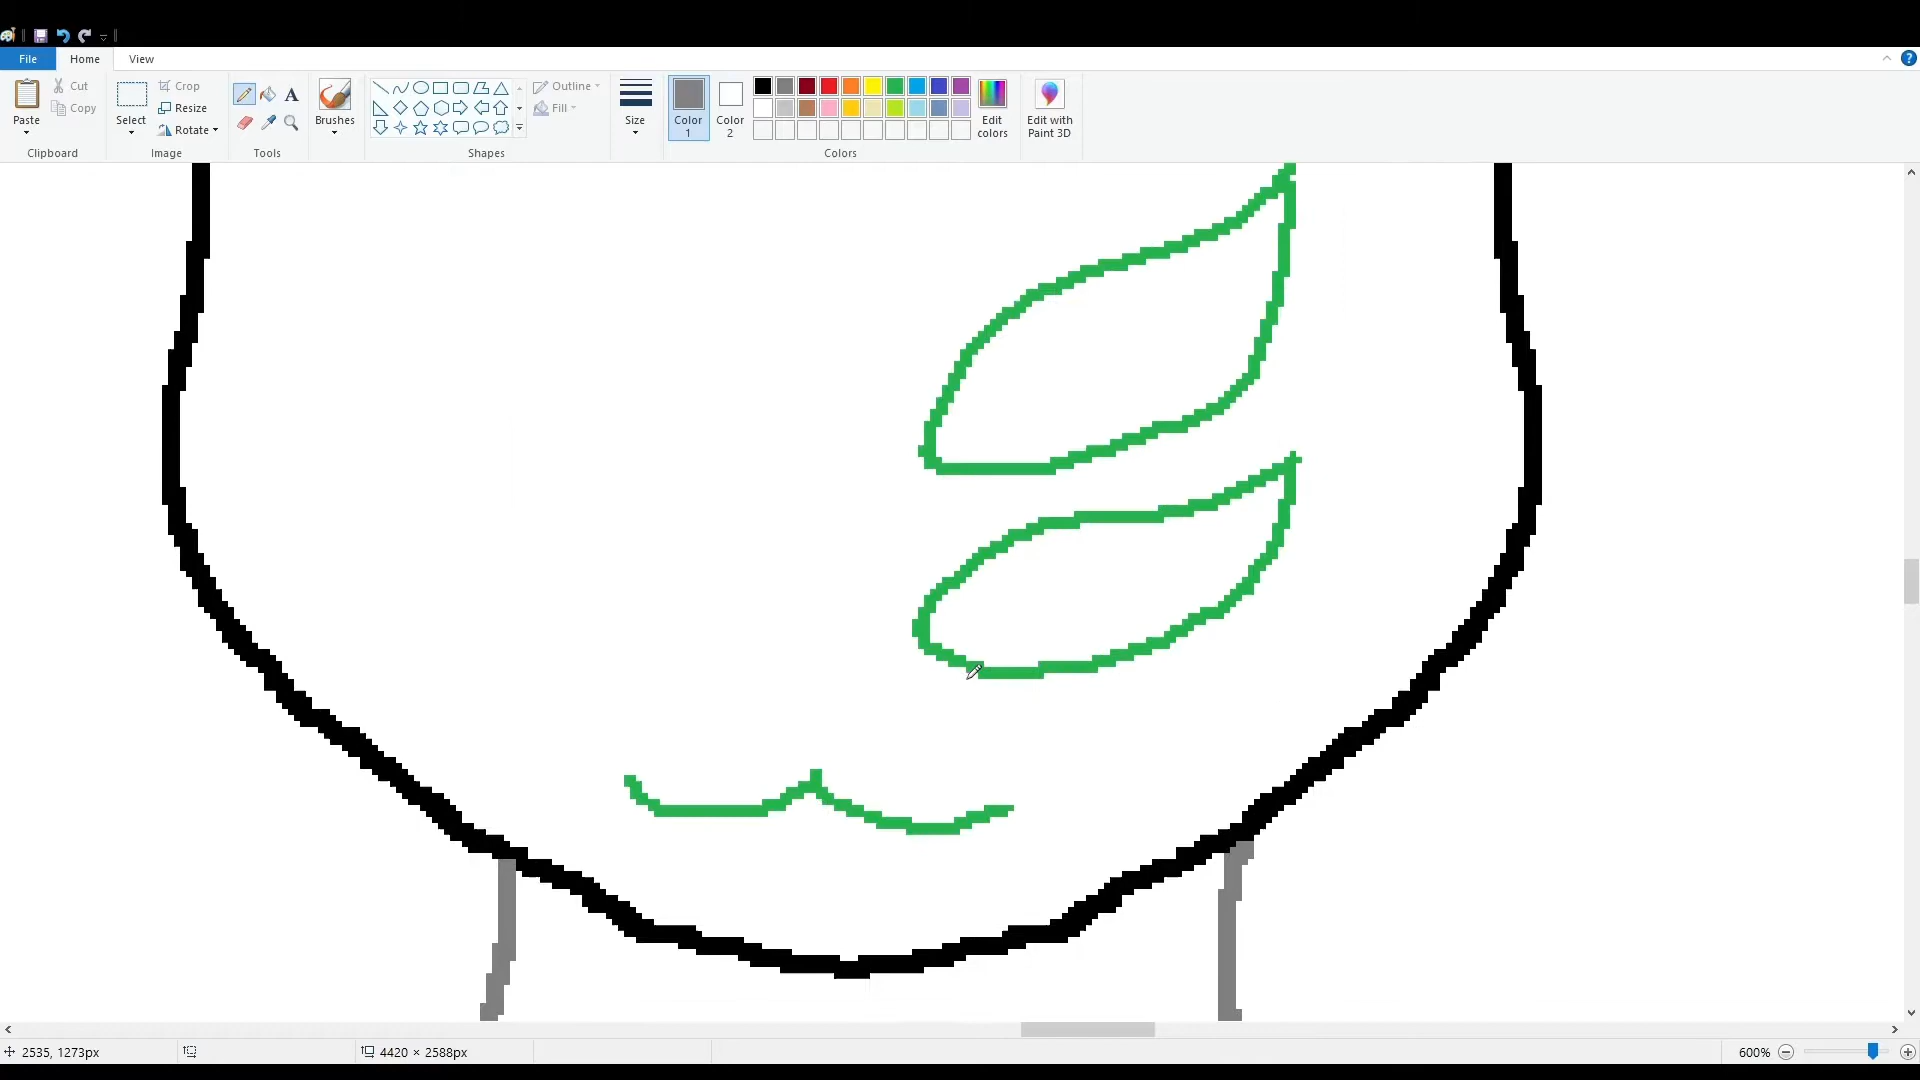 File Home View
Paste
Cut
Copy
Clipboard
Select
Crop
Resize
Rotate
Image
A
Tools
Brushes
Shapes
Outline
Fill
Size
Color
1
Color
2
Colors
Edit
colors
Edit with
Paint 3D
?
2535, 1273px
4420 × 2588px
600%